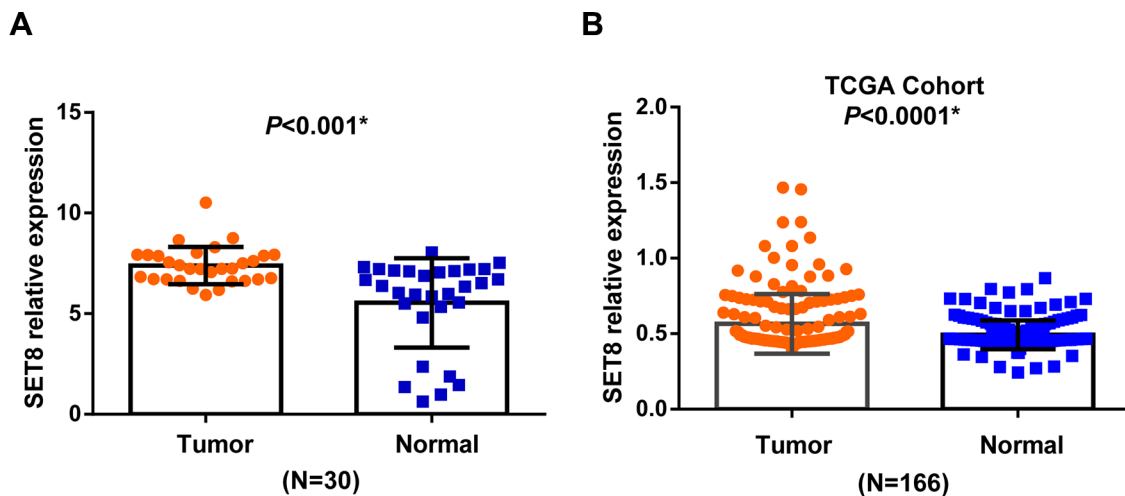 A
SET8 relative expression
15
10
5
0
P<0.001*
Tumor
Normal
(N=30)
B
TCGA Cohort
P<0.0001*
SET8 relative expression
2.0
1.5
1.0
0.5
0.0
Tumor
Normal
(N=166)